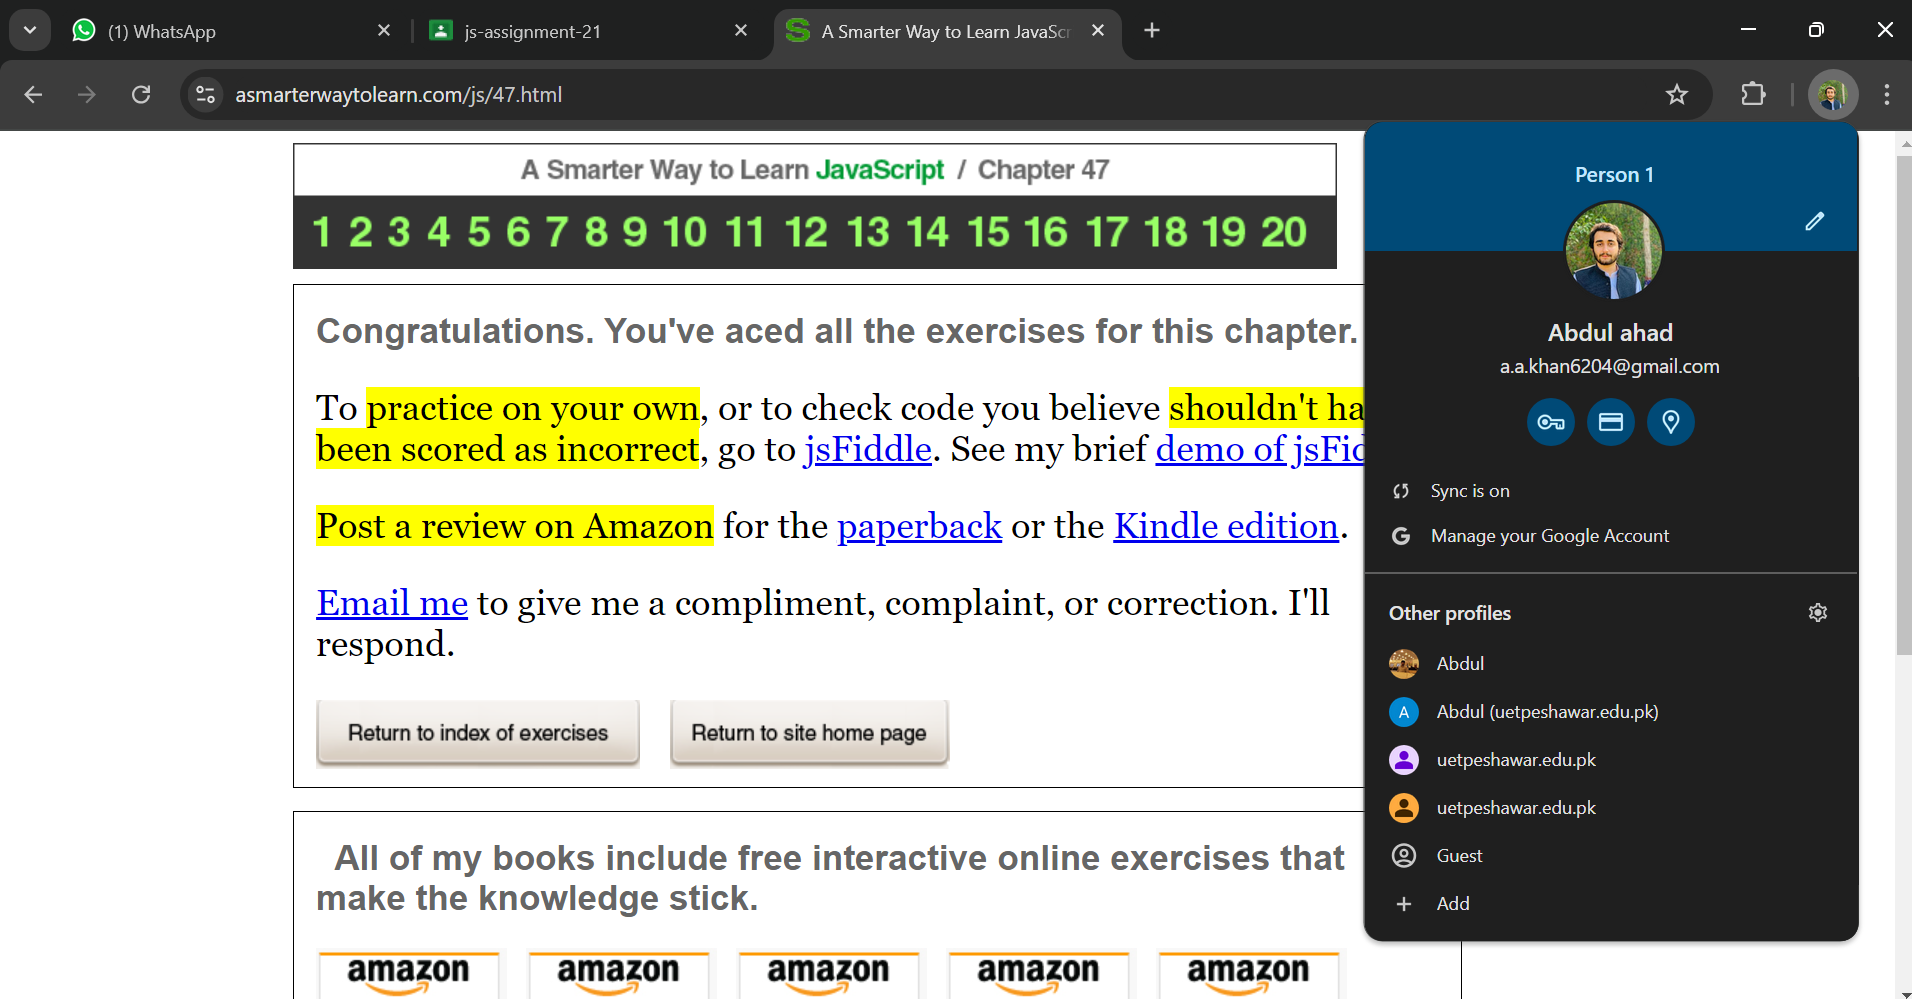 (1) WhatsApp
js-assignment-21
A Smarter Way to Learn JavaScr
asmarterwaytolearn.com/js/47.html
A Smarter Way to Learn JavaScript / Chapter 47
1 2 3 4 5 6 7 8 9 10 11 12 13 14 15 16 17 18 19 20
Congratulations. You've aced all the exercises for this chapter.
To practice on your own, or to check code you believe shouldn't ha
been scored as incorrect, go to jsFiddle. See my brief demo of jsFid
Post a review on Amazon for the paperback or the Kindle edition.
Email me to give me a compliment, complaint, or correction. I'll
respond.
Return to index of exercises
Return to site home page
All of my books include free interactive online exercises that
make the knowledge stick.
amazon amazon amazon amazon amazon
Person 1
Abdul ahad
a.a.khan6204@gmail.com
Sync is on
G Manage your Google Account
Other profiles
Abdul
A Abdul (uetpeshawar.edu.pk)
uetpeshawar.edu.pk
uetpeshawar.edu.pk
Guest
Add